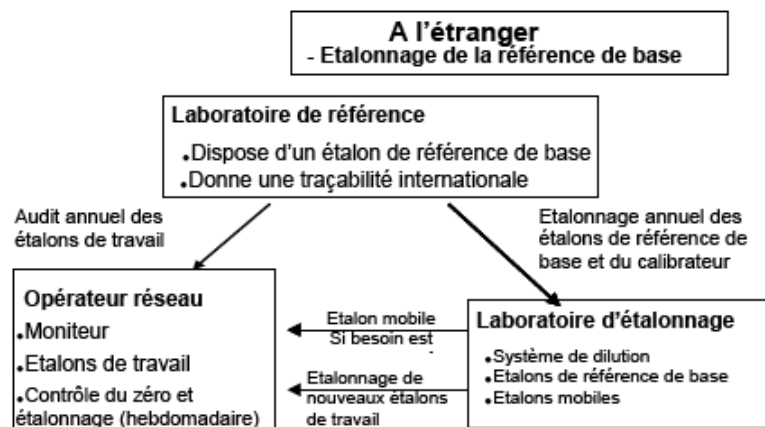 A l'étranger
- Etalonnage de la référence de base
Laboratoire de référence
.Dispose d'un étalon de référence de base
.Donne une traçabilité internationale
Audit annuel des
étalons de travail
Etalonnage annuel des
étalons de référence de
base et du calibrateur
Opérateur réseau
.Moniteur
.Etalons de travail
.Contrôle du zéro et
étalonnage (hebdomadaire)
Etalon mobile
Si besoin est
Etalonnage de
nouveaux étalons
de travail
Laboratoire d'étalonnage
.Système de dilution
.Etalons de référence de base
.Etalons mobiles